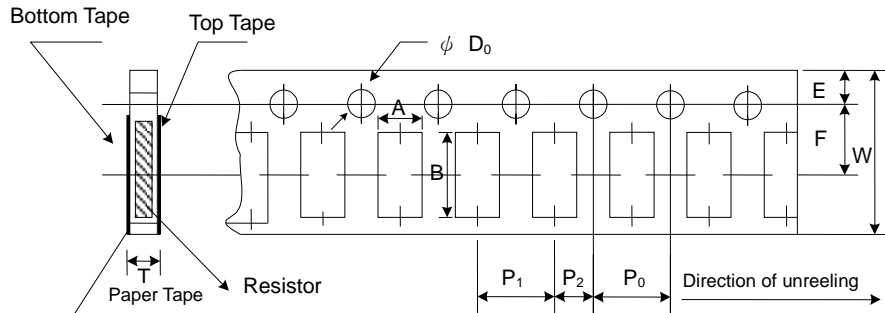 Bottom Tape
Top Tape
ϕ D₀
E
A
F
W
B
T
Paper Tape
Resistor
P₁
P₂
P₀
Direction of unreeling